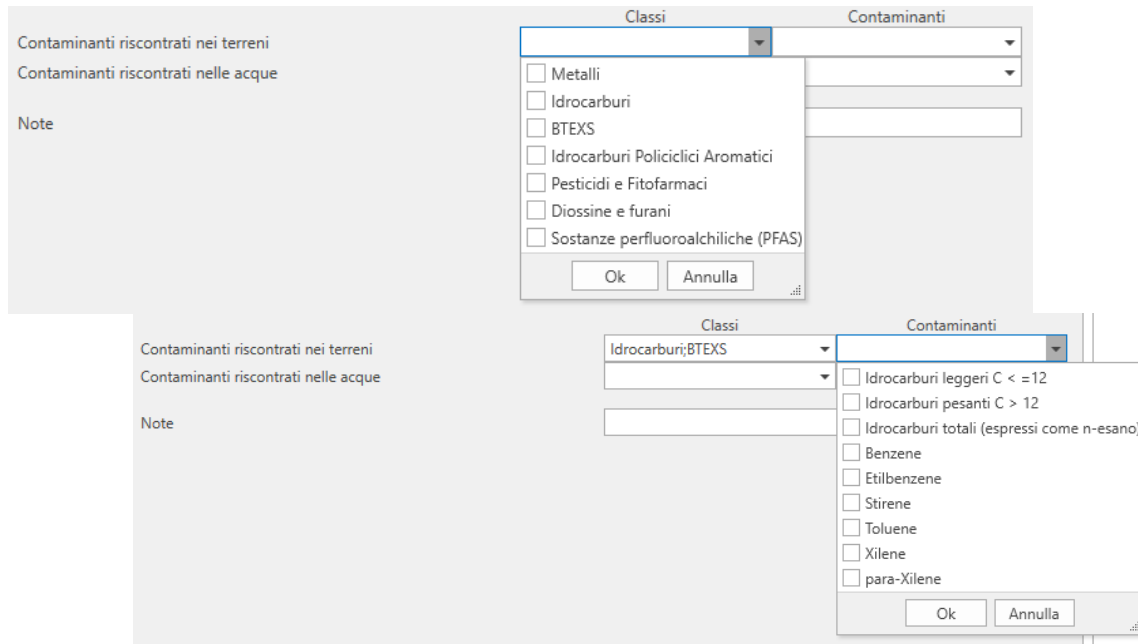 Classi Contaminanti
Contaminanti riscontrati nei terreni
Contaminanti riscontrati nelle acque
Metalli
Idrocarburi
Note
BTEXS
Idrocarburi Policiclici Aromatici
Pesticidi e Fitofarmaci
Diossine e furani
Sostanze perfluoroalchiliche (PFAS)
Ok Annulla
Classi Contaminanti
Contaminanti riscontrati nei terreni Idrocarburi;BTEXS
Contaminanti riscontrati nelle acque
Idrocarburi leggeri C < =12
Idrocarburi pesanti C > 12
Note
Idrocarburi totali (espressi come n-esano)
Benzene
Etilbenzene
Stirene
Toluene
Xilene
para-Xilene
Ok Annulla